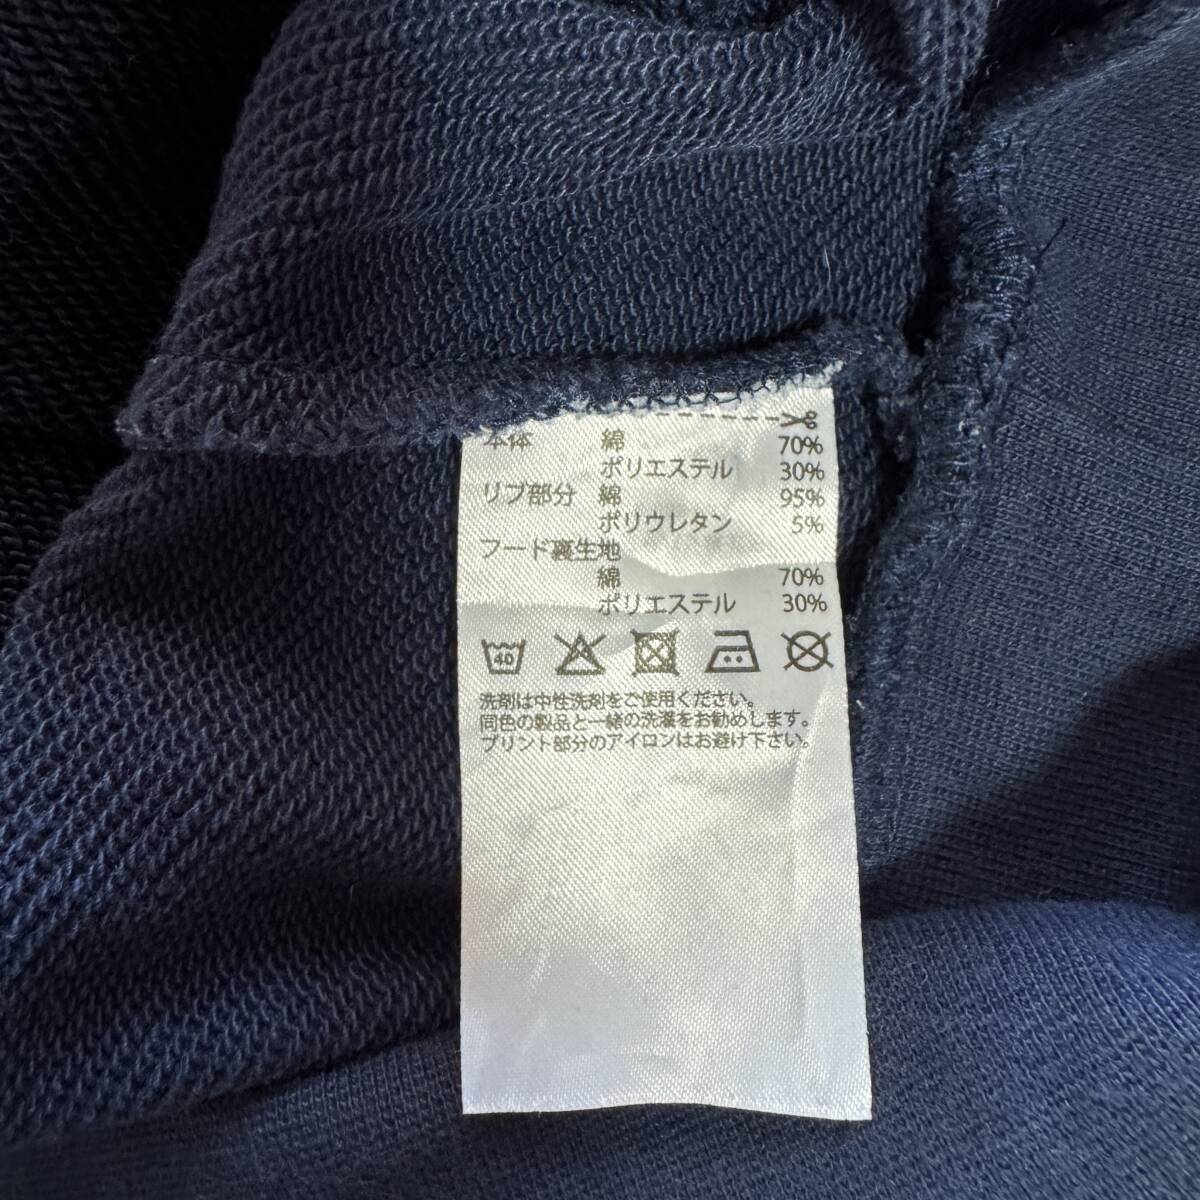 本体 綿 70%
ポリエステル 30%
リブ部分 綿 95%
ポリウレタン 5%
フード裏生地
綿 70%
ポリエステル 30%
40
洗剤は中性洗剤をご使用ください。
同色の製品と一緒の洗濯をお勧めします。
プリント部分のアイロンはお避け下さい。